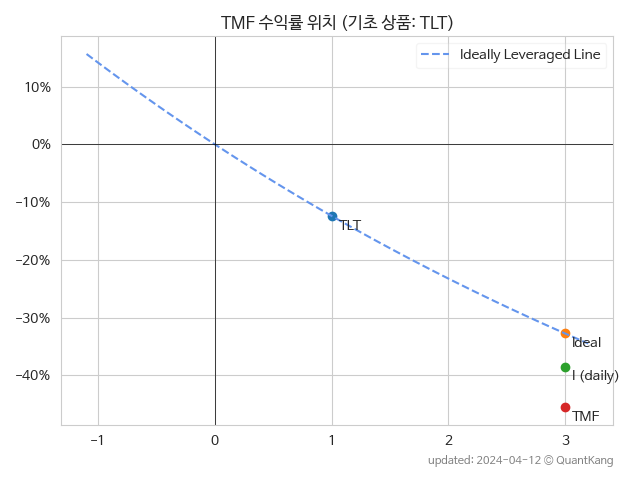 TMF 수익률 위치 (기초 상품: TLT)
Ideally Leveraged Line
10%
0%
−10%
−20%
−30%
−40%
TLT
Ideal
I (daily)
TMF
−1
0
1
2
3
updated: 2024-04-12 © QuantKang